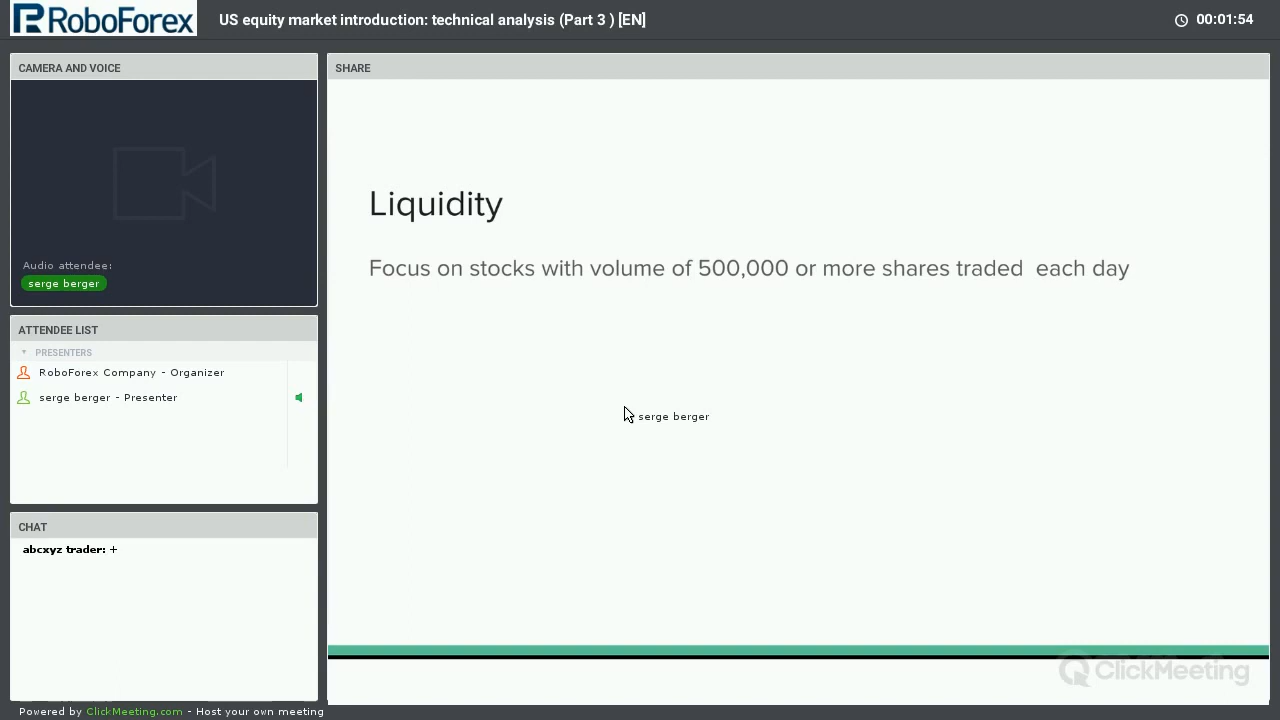 RoboForex
US equity market introduction: technical analysis (Part 3 ) [EN]
00:01:54
CAMERA AND VOICE
Audio attendee:
serge berger
ATTENDEE LIST
PRESENTERS
RoboForex Company - Organizer
serge berger - Presenter
CHAT
abcxyz trader: +
Powered by ClickMeeting.com - Host your own meeting
SHARE
Liquidity
Focus on stocks with volume of 500,000 or more shares traded  each day
serge berger
ClickMeeting